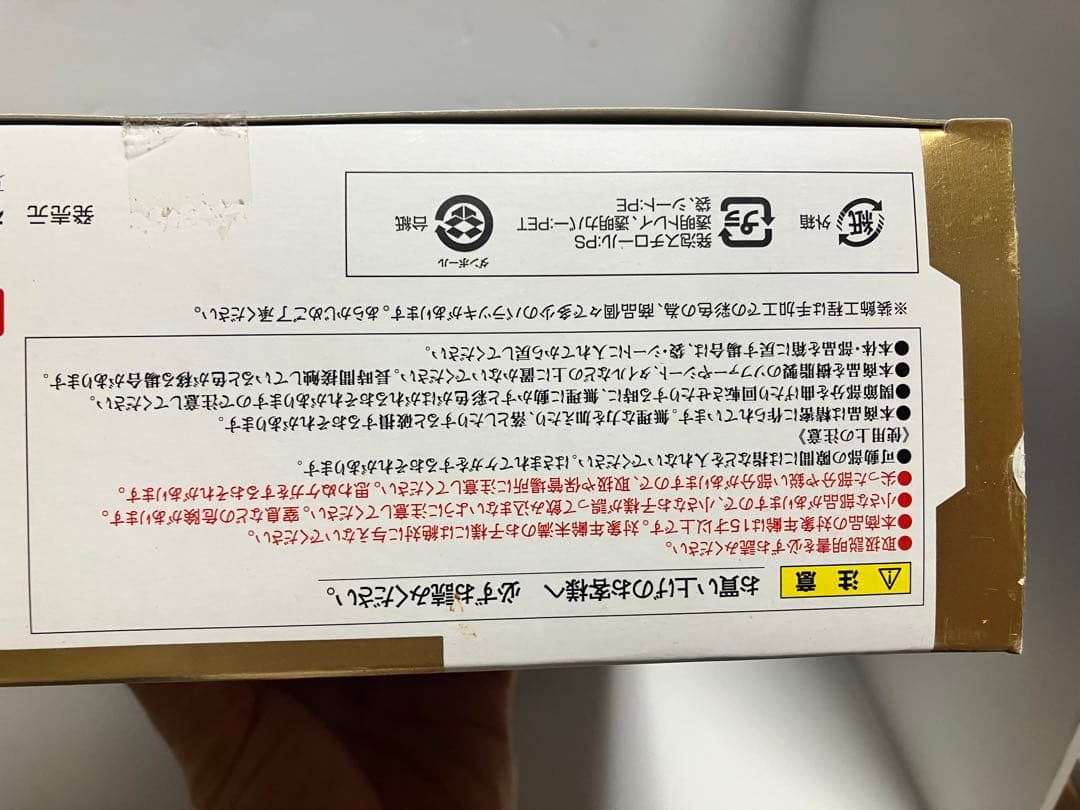 注意 お買い上げのお客様へ 必ずお読みください。
●取扱説明書を必ずお読みください。
●本商品の対象年齢は15才以上です。対象年齢未満のお子様には絶対に与えないでください。
●小さな部品がありますので、小さなお子様が誤って飲み込まないように注意してください。窒息などの危険があります。
●尖った部分や鋭い部分がありますので、取扱や保管場所に注意してください。思わぬケガをするおそれがあります。
●可動部の隙間には指などを入れないでください。はさまれてケガをするおそれがあります。
《使用上の注意》
●本商品は精密に作られています。無理な力を加えたり、落としたりすると破損するおそれがあります。
●関節部分を曲げたり回転させたりする時に、無理に動かすと彩色がはがれるおそれがありますので注意してください。
●本商品を樹脂製のソファーやシート、タイルなどの上に置かないでください。長時間接触していると色が移る場合があります。
●本体・部品を箱に戻す場合は、袋・シートに入れてから戻してください。
※装飾工程は手加工での彩色の為、商品個々で多少のバラツキがあります。あらかじめご了承ください。
紙 外箱
プラ 発泡スチロール:PS
透明トレイ、透明カバー:PET
袋、シート:PE
ダンボール
台紙
発売元